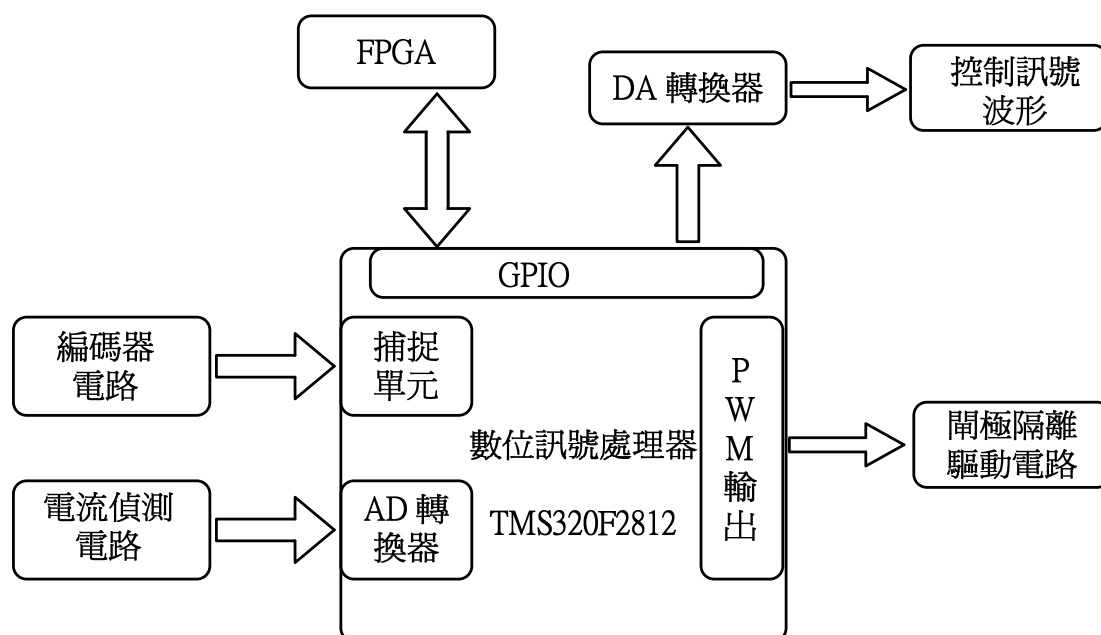 FPGA
DA 轉換器
控制訊號
波形
GPIO
編碼器
電路
捕捉
單元
P
W
M
輸
出
數位訊號處理器
閘極隔離
驅動電路
電流偵測
電路
AD 轉
換器
TMS320F2812